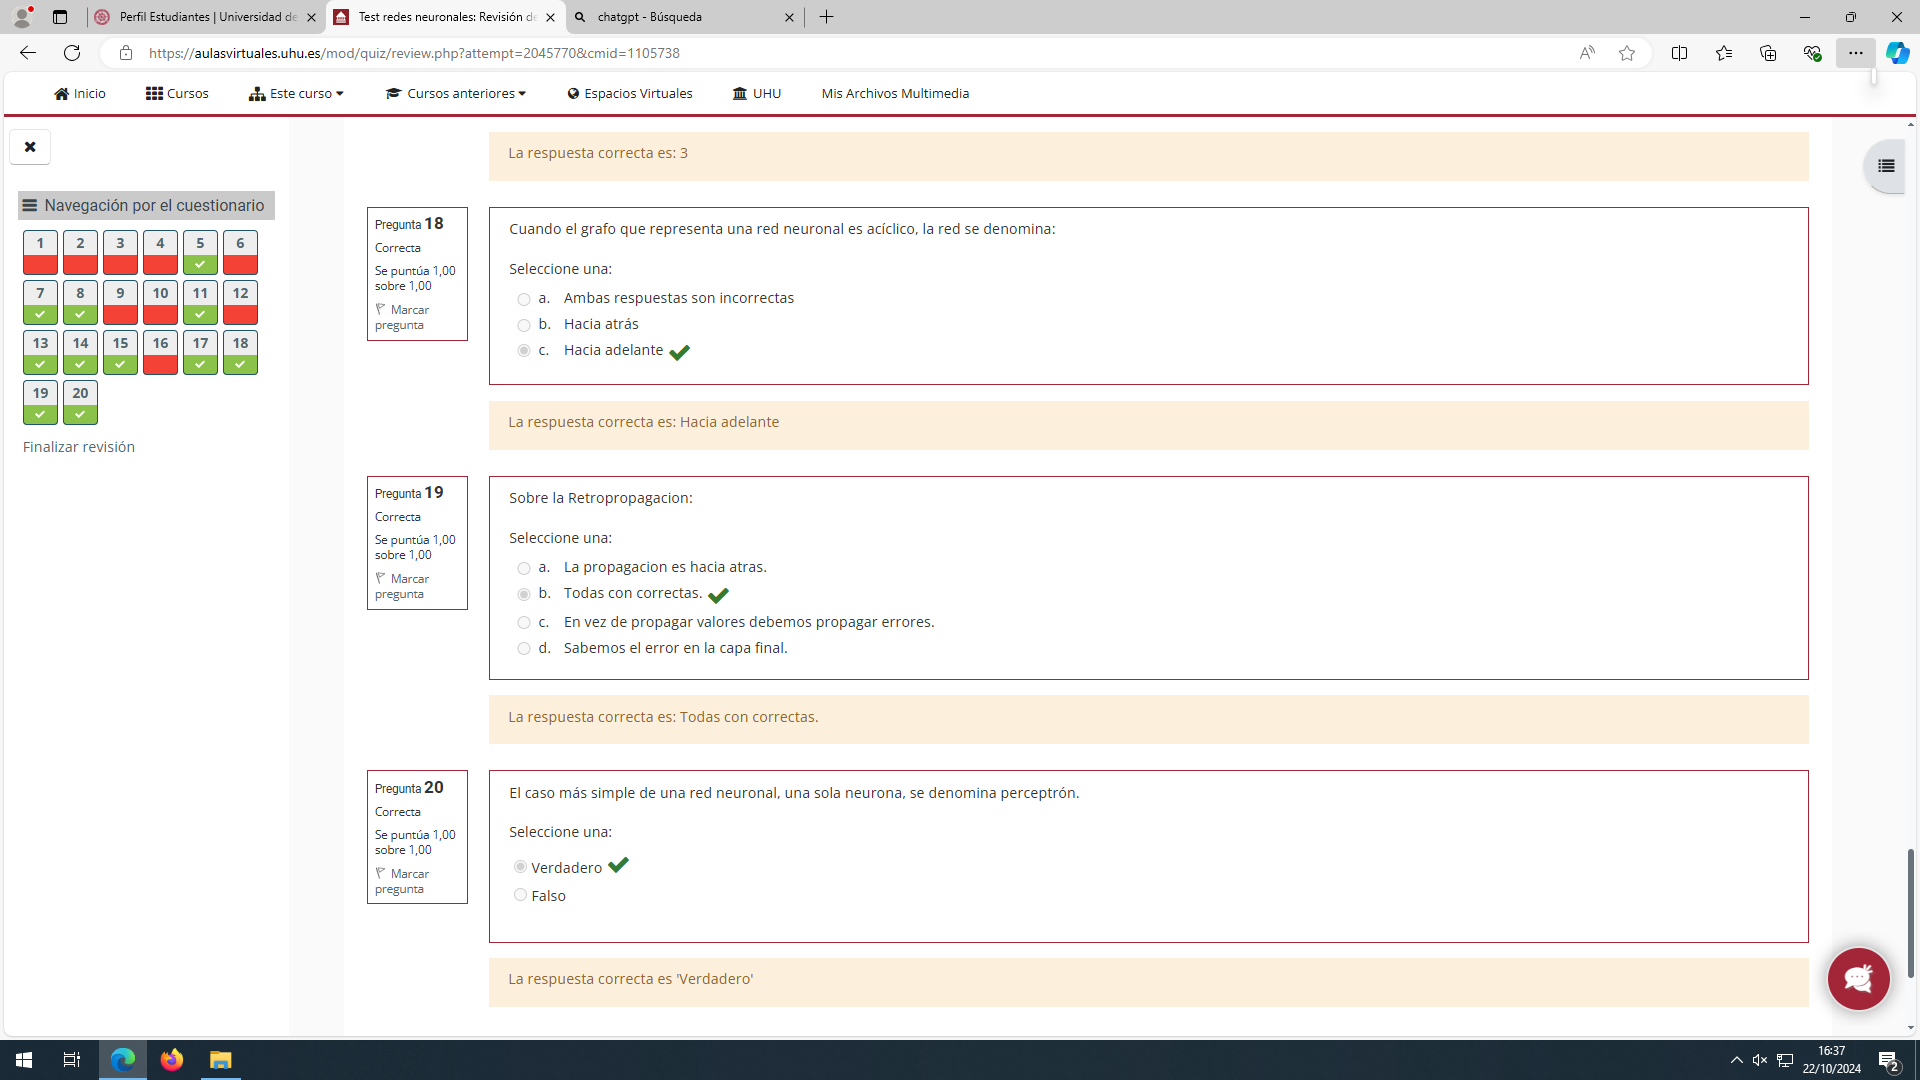 Perfil Estudiantes | Universidad de
Test redes neuronales: Revisión de
chatgpt - Búsqueda
https://aulasvirtuales.uhu.es/mod/quiz/review.php?attempt=2045770&cmid=1105738
Inicio
Cursos
Este curso
Cursos anteriores
Espacios Virtuales
UHU
Mis Archivos Multimedia
Navegación por el cuestionario
1 2 3 4 5 6
7 8 9 10 11 12
13 14 15 16 17 18
19 20
Finalizar revisión
La respuesta correcta es: 3
Pregunta 18
Correcta
Se puntúa 1,00
sobre 1,00
Marcar
pregunta
Cuando el grafo que representa una red neuronal es acíclico, la red se denomina:
Seleccione una:
a. Ambas respuestas son incorrectas
b. Hacia atrás
c. Hacia adelante
La respuesta correcta es: Hacia adelante
Pregunta 19
Correcta
Se puntúa 1,00
sobre 1,00
Marcar
pregunta
Sobre la Retropropagacion:
Seleccione una:
a. La propagacion es hacia atras.
b. Todas con correctas.
c. En vez de propagar valores debemos propagar errores.
d. Sabemos el error en la capa final.
La respuesta correcta es: Todas con correctas.
Pregunta 20
Correcta
Se puntúa 1,00
sobre 1,00
Marcar
pregunta
El caso más simple de una red neuronal, una sola neurona, se denomina perceptrón.
Seleccione una:
Verdadero
Falso
La respuesta correcta es 'Verdadero'
16:37
22/10/2024
2